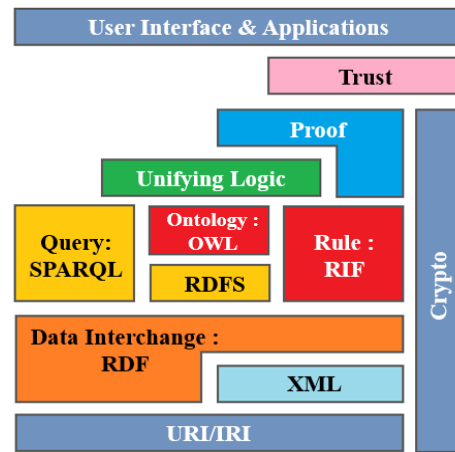 User Interface & Applications
Trust
Proof
Unifying Logic
Ontology :
OWL
Query:
SPARQL
Rule :
RIF
RDFS
Crypto
Data Interchange :
RDF
XML
URI/IRI